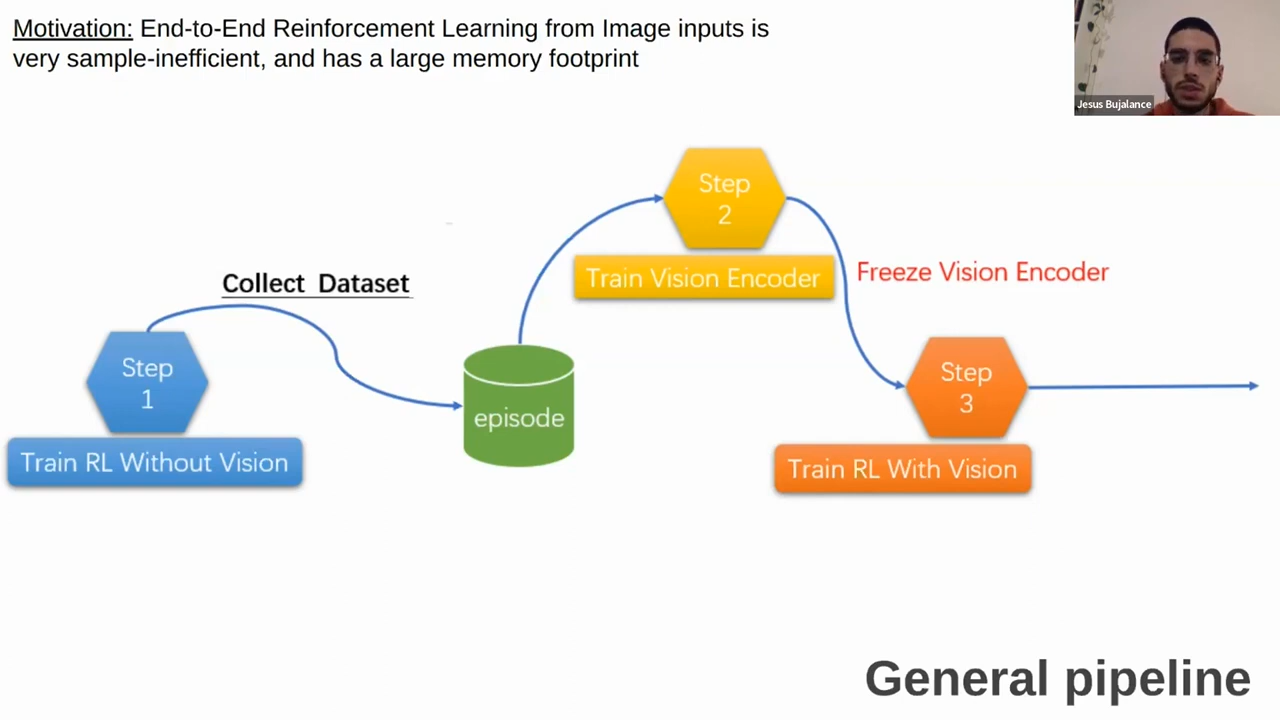 Motivation: End-to-End Reinforcement Learning from Image inputs is
very sample-inefficient, and has a large memory footprint
Jesus Bujalance
Step
2
Train Vision Encoder
Freeze Vision Encoder
Collect Dataset
Step
1
Train RL Without Vision
episode
Step
3
Train RL With Vision
General pipeline